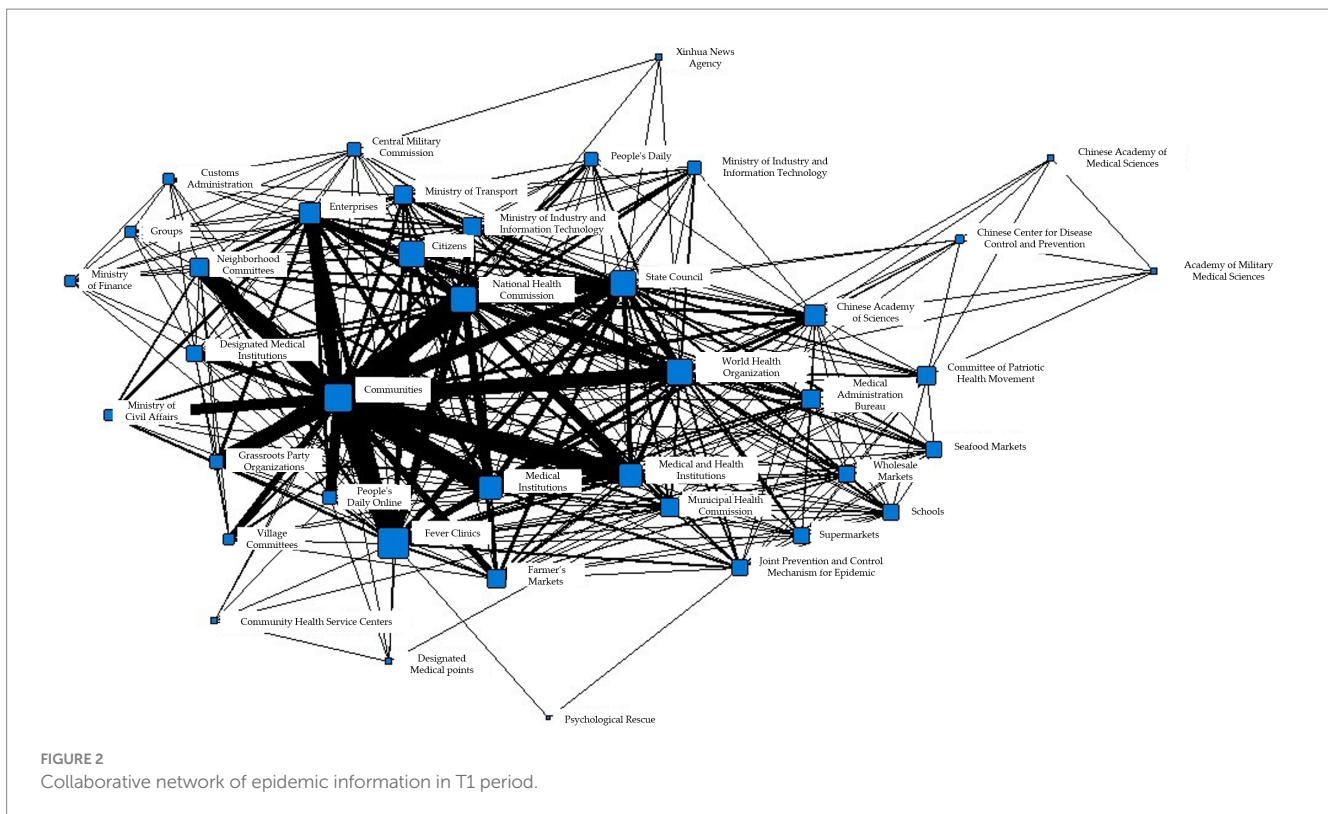 Xinhua News
Agency
Central Military
Commission
People's Daily
Ministry of Industry and
Information Technology
Chinese Academy of
Medical Sciences
Customs
Administration
Ministry of Transport
Enterprises
Ministry of Industry and
Information Technology
Groups
Citizens
Chinese Center for Disease
Control and Prevention
Neighborhood
Committees
Ministry
of Finance
National Health
Commission
State Council
Academy of Military
Medical Sciences
Chinese Academy
of Sciences
Designated Medical
Institutions
World Health
Organization
Committee of Patriotic
Health Movement
Communities
Medical
Administration
Bureau
Ministry of
Civil Affairs
Seafood Markets
Grassroots Party
Organizations
Medical and Health
Institutions
Wholesale
Markets
Medical
Institutions
People's
Daily Online
Municipal Health
Commission
Schools
Village
Committees
Fever Clinics
Supermarkets
Farmer's
Markets
Joint Prevention and Control
Mechanism for Epidemic
Community Health Service Centers
Designated
Medical points
Psychological Rescue
FIGURE 2
Collaborative network of epidemic information in T1 period.